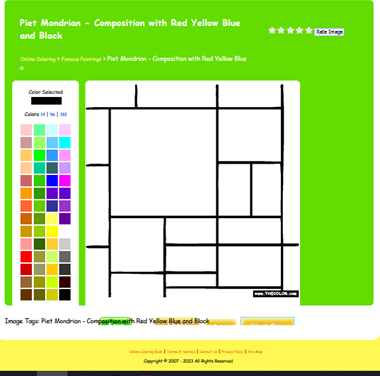 Piet Mondrian - Composition with Red Yellow Blue
and Black
Rate Image
Online Coloring > Famous Paintings > Piet Mondrian - Composition with Red Yellow Blue
Color Selected
Colors 16 | 56 | 192
www.THECOLOR.com
Image Tags: Piet Mondrian - Composition with Red Yellow Blue and Black
Online Coloring Book | Terms of Service | Contact Us | Privacy Policy | Site Map
Copyright © 2007 - 2023 All Rights Reserved.